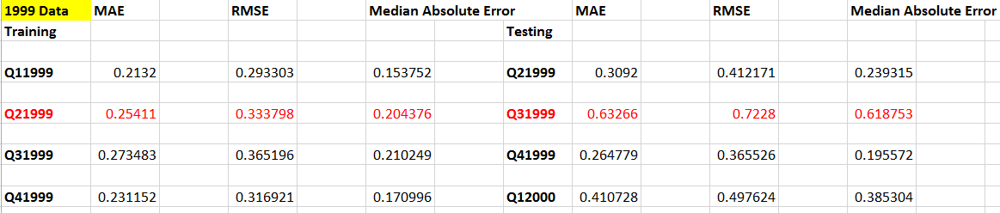 1999 Data MAE RMSE Median Absolute Error MAE RMSE Median Absolute Error
Training Testing
Q11999 0.2132 0.293303 0.153752 Q21999 0.3092 0.412171 0.239315
Q21999 0.25411 0.333798 0.204376 Q31999 0.63266 0.7228 0.618753
Q31999 0.273483 0.365196 0.210249 Q41999 0.264779 0.365526 0.195572
Q41999 0.231152 0.316921 0.170996 Q12000 0.410728 0.497624 0.385304